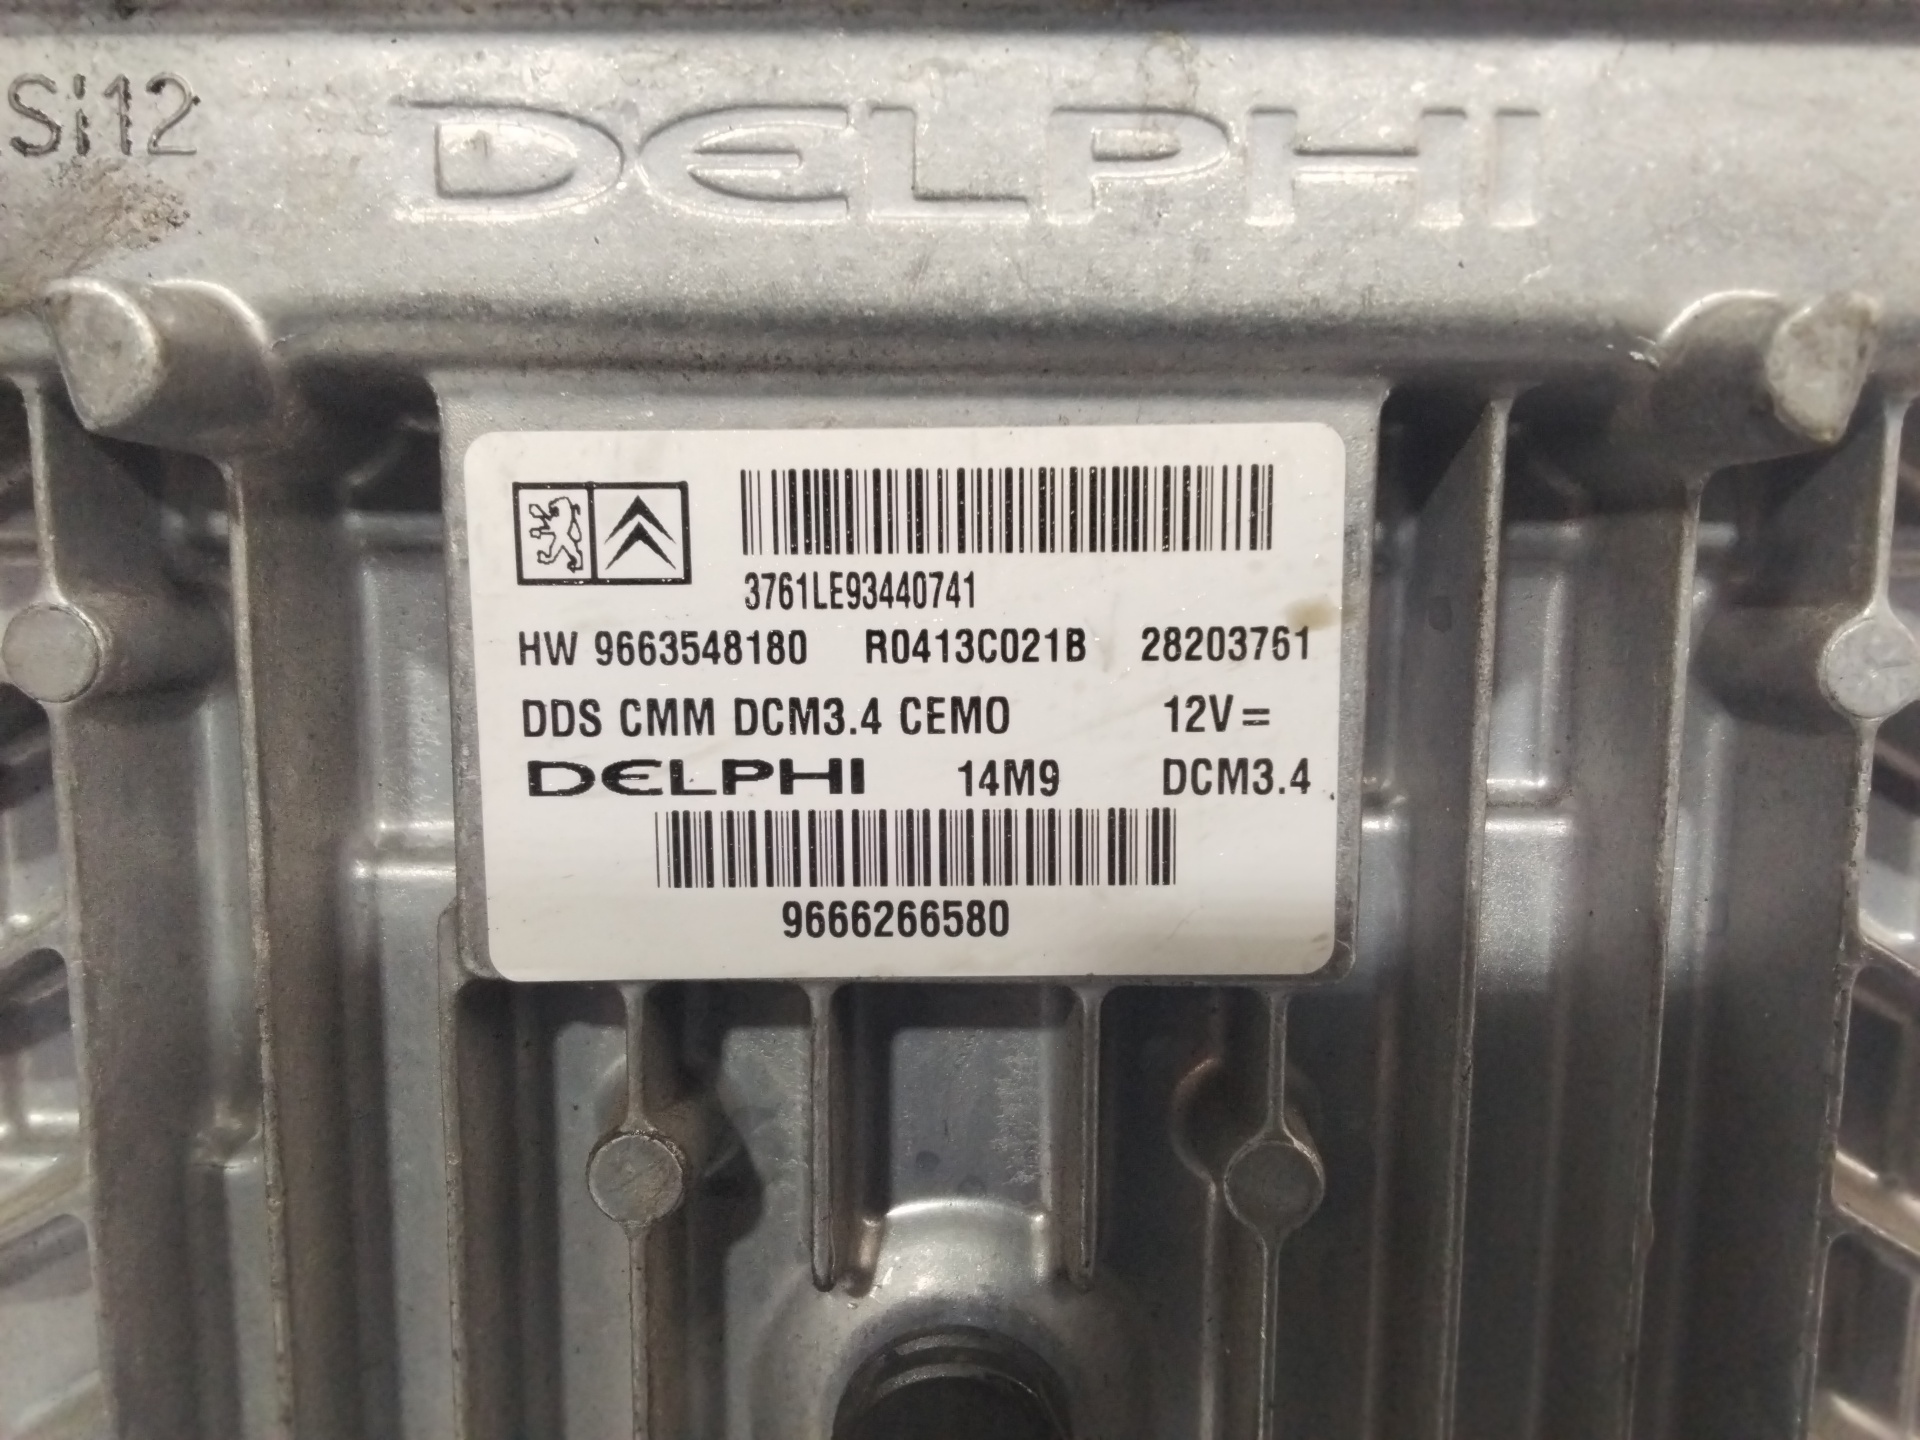 Si12
DELPHI
3761LE93440741
HW 9663548180 R0413C021B 28203761
DDS CMM DCM3.4 CEMO 12V=
DELPHI 14M9 DCM3.4
9666266580